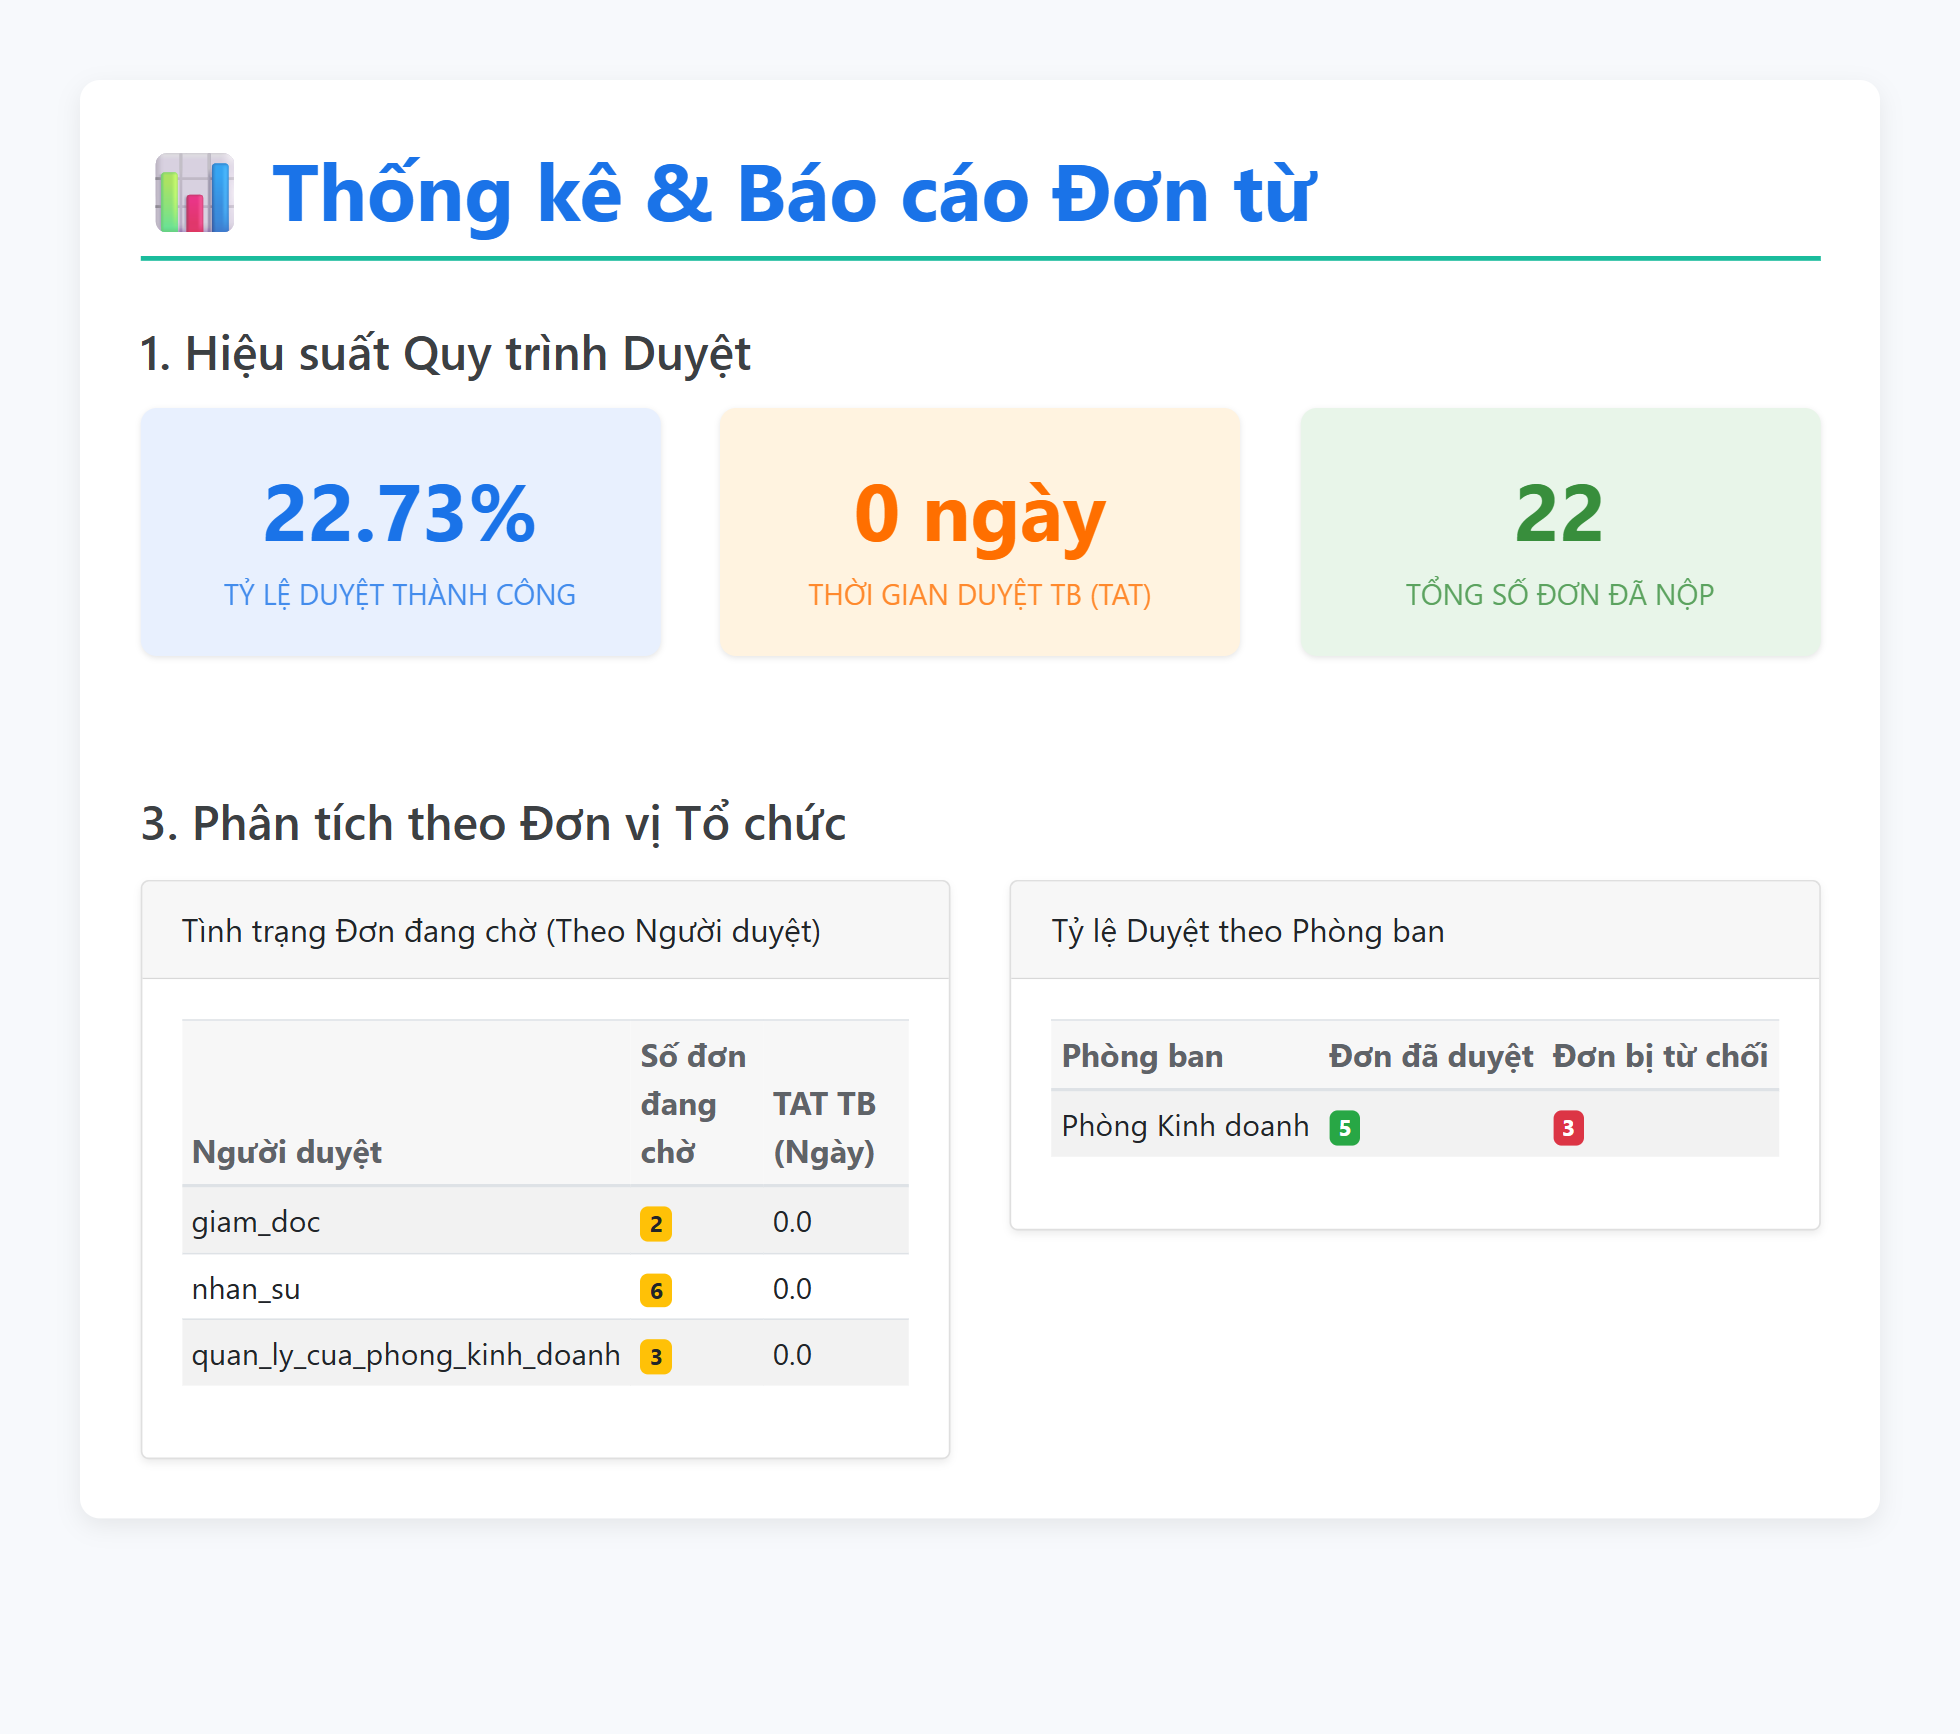 Thống kê & Báo cáo Đơn từ
1. Hiệu suất Quy trình Duyệt
22.73%
TỶ LỆ DUYỆT THÀNH CÔNG
0 ngày
THỜI GIAN DUYỆT TB (TAT)
22
TỔNG SỐ ĐƠN ĐÃ NỘP
3. Phân tích theo Đơn vị Tổ chức
Tình trạng Đơn đang chờ (Theo Người duyệt)
Người duyệt
Số đơn
đang
chờ
TAT TB
(Ngày)
giam_doc 2 0.0
nhan_su 6 0.0
quan_ly_cua_phong_kinh_doanh 3 0.0
Tỷ lệ Duyệt theo Phòng ban
Phòng ban Đơn đã duyệt Đơn bị từ chối
Phòng Kinh doanh 5 3